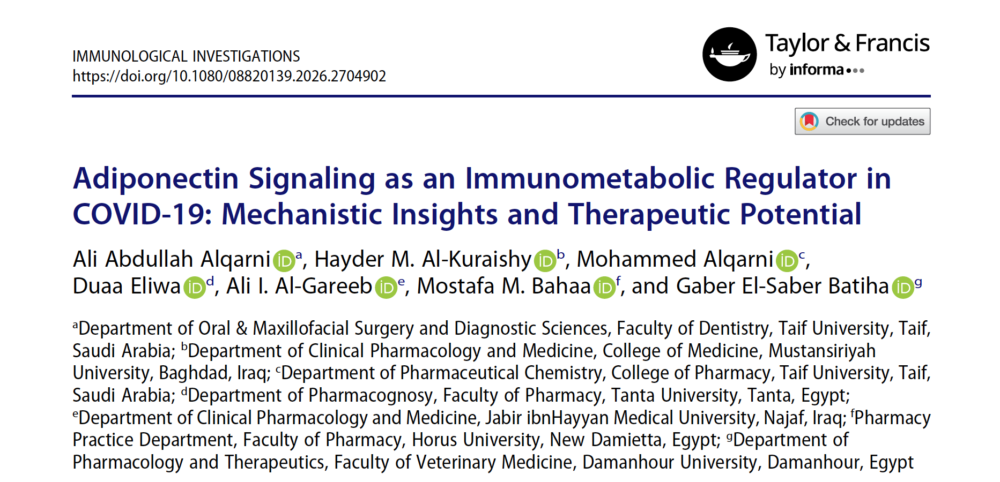 IMMUNOLOGICAL INVESTIGATIONS
https://doi.org/10.1080/08820139.2026.2704902
Taylor & Francis
by informa
Check for updates
Adiponectin Signaling as an Immunometabolic Regulator in
COVID-19: Mechanistic Insights and Therapeutic Potential
Ali Abdullah Alqarni iD a, Hayder M. Al-Kuraishy iD b, Mohammed Alqarni iD c,
Duaa Eliwa iD d, Ali I. Al-Gareeb iD e, Mostafa M. Bahaa iD f, and Gaber El-Saber Batiha iD g
aDepartment of Oral & Maxillofacial Surgery and Diagnostic Sciences, Faculty of Dentistry, Taif University, Taif,
Saudi Arabia; bDepartment of Clinical Pharmacology and Medicine, College of Medicine, Mustansiriyah
University, Baghdad, Iraq; cDepartment of Pharmaceutical Chemistry, College of Pharmacy, Taif University, Taif,
Saudi Arabia; dDepartment of Pharmacognosy, Faculty of Pharmacy, Tanta University, Tanta, Egypt;
eDepartment of Clinical Pharmacology and Medicine, Jabir ibnHayyan Medical University, Najaf, Iraq; fPharmacy
Practice Department, Faculty of Pharmacy, Horus University, New Damietta, Egypt; gDepartment of
Pharmacology and Therapeutics, Faculty of Veterinary Medicine, Damanhour University, Damanhour, Egypt